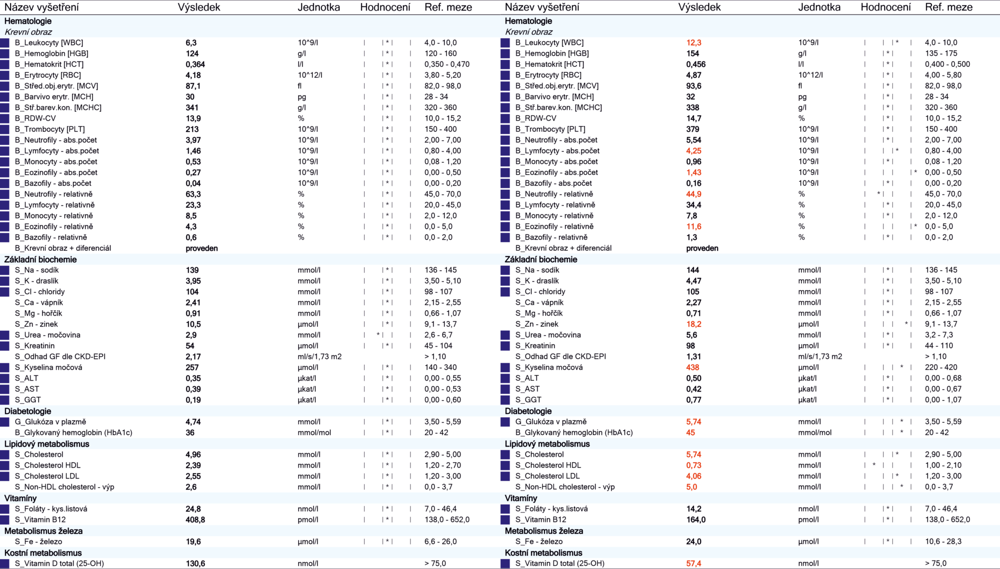 Název vyšetření Výsledek Jednotka Hodnocení Ref. meze
Hematologie
Krevní obraz
B_Leukocyty [WBC] 6,3 10^9/l | |*| | 4,0 - 10,0
B_Hemoglobin [HGB] 124 g/l | |*| | 120 - 160
B_Hematokrit [HCT] 0,364 l/l | |*| | 0,350 - 0,470
B_Erytrocyty [RBC] 4,18 10^12/l | |*| | 3,80 - 5,20
B_Střed.obj.erytr. [MCV] 87,1 fl | |*| | 82,0 - 98,0
B_Barvivo erytr. [MCH] 30 pg | |*| | 28 - 34
B_Stř.barev.kon. [MCHC] 341 g/l | |*| | 320 - 360
B_RDW-CV 13,9 % | |*| | 10,0 - 15,2
B_Trombocyty [PLT] 213 10^9/l | |*| | 150 - 400
B_Neutrofily - abs.počet 3,97 10^9/l | |*| | 2,00 - 7,00
B_Lymfocyty - abs.počet 1,46 10^9/l | |*| | 0,80 - 4,00
B_Monocyty - abs.počet 0,53 10^9/l | |*| | 0,08 - 1,20
B_Eozinofily - abs.počet 0,27 10^9/l | |*| | 0,00 - 0,50
B_Bazofily - abs.počet 0,04 10^9/l | |*| | 0,00 - 0,20
B_Neutrofily - relativně 63,3 % | |*| | 45,0 - 70,0
B_Lymfocyty - relativně 23,3 % | |*| | 20,0 - 45,0
B_Monocyty - relativně 8,5 % | |*| | 2,0 - 12,0
B_Eozinofily - relativně 4,3 % | |*| | 0,0 - 5,0
B_Bazofily - relativně 0,6 % | |*| | 0,0 - 2,0
B_Krevní obraz + diferenciál proveden
Základní biochemie
S_Na - sodík 139 mmol/l | |*| | 136 - 145
S_K - draslík 3,95 mmol/l | |*| | 3,50 - 5,10
S_Cl - chloridy 104 mmol/l | |*| | 98 - 107
S_Ca - vápník 2,41 mmol/l | |*| | 2,15 - 2,55
S_Mg - hořčík 0,91 mmol/l | |*| | 0,66 - 1,07
S_Zn - zinek 10,5 µmol/l | |*| | 9,1 - 13,7
S_Urea - močovina 2,9 mmol/l | *| | | 2,6 - 6,7
S_Kreatinin 54 µmol/l | |*| | 45 - 104
S_Odhad GF dle CKD-EPI 2,17 ml/s/1,73 m2 > 1,10
S_Kyselina močová 257 µmol/l | |*| | 140 - 340
S_ALT 0,35 µkat/l | |*| | 0,00 - 0,55
S_AST 0,39 µkat/l | |*| | 0,00 - 0,53
S_GGT 0,19 µkat/l | |*| | 0,00 - 0,60
Diabetologie
G_Glukóza v plazmě 4,74 mmol/l | |*| | 3,50 - 5,59
B_Glykovaný hemoglobin (HbA1c) 36 mmol/mol | |*| | 20 - 42
Lipidový metabolismus
S_Cholesterol 4,96 mmol/l | |*| | 2,90 - 5,00
S_Cholesterol HDL 2,39 mmol/l | |*| | 1,20 - 2,70
S_Cholesterol LDL 2,55 mmol/l | |*| | 1,20 - 3,00
S_Non-HDL cholesterol - výp 2,6 mmol/l | |*| | 0,0 - 3,7
Vitamíny
S_Foláty - kys.listová 24,8 nmol/l | |*| | 7,0 - 46,4
S_Vitamin B12 408,8 pmol/l | |*| | 138,0 - 652,0
Metabolismus železa
S_Fe - železo 19,6 µmol/l | |*| | 6,6 - 26,0
Kostní metabolismus
S_Vitamin D total (25-OH) 130,6 nmol/l > 75,0
Název vyšetření Výsledek Jednotka Hodnocení Ref. meze
Hematologie
Krevní obraz
B_Leukocyty [WBC] 12,3 10^9/l | | |* | 4,0 - 10,0
B_Hemoglobin [HGB] 154 g/l | |*| | 135 - 175
B_Hematokrit [HCT] 0,456 l/l | |*| | 0,400 - 0,500
B_Erytrocyty [RBC] 4,87 10^12/l | |*| | 4,00 - 5,80
B_Střed.obj.erytr. [MCV] 93,6 fl | |*| | 82,0 - 98,0
B_Barvivo erytr. [MCH] 32 pg | |*| | 28 - 34
B_Stř.barev.kon. [MCHC] 338 g/l | |*| | 320 - 360
B_RDW-CV 14,7 % | |*| | 10,0 - 15,2
B_Trombocyty [PLT] 379 10^9/l | |*| | 150 - 400
B_Neutrofily - abs.počet 5,54 10^9/l | |*| | 2,00 - 7,00
B_Lymfocyty - abs.počet 4,25 10^9/l | | |* | 0,80 - 4,00
B_Monocyty - abs.počet 0,96 10^9/l | |*| | 0,08 - 1,20
B_Eozinofily - abs.počet 1,43 10^9/l | | | |* 0,00 - 0,50
B_Bazofily - abs.počet 0,16 10^9/l | |*| | 0,00 - 0,20
B_Neutrofily - relativně 44,9 % | *| | | 45,0 - 70,0
B_Lymfocyty - relativně 34,4 % | |*| | 20,0 - 45,0
B_Monocyty - relativně 7,8 % | |*| | 2,0 - 12,0
B_Eozinofily - relativně 11,6 % | | | |* 0,0 - 5,0
B_Bazofily - relativně 1,3 % | |*| | 0,0 - 2,0
B_Krevní obraz + diferenciál proveden
Základní biochemie
S_Na - sodík 144 mmol/l | |*| | 136 - 145
S_K - draslík 4,47 mmol/l | |*| | 3,50 - 5,10
S_Cl - chloridy 105 mmol/l | |*| | 98 - 107
S_Ca - vápník 2,27 mmol/l | |*| | 2,15 - 2,55
S_Mg - hořčík 0,71 mmol/l | |*| | 0,66 - 1,07
S_Zn - zinek 18,2 µmol/l | | | *| 9,1 - 13,7
S_Urea - močovina 5,6 mmol/l | |*| | 3,2 - 7,3
S_Kreatinin 98 µmol/l | |*| | 44 - 110
S_Odhad GF dle CKD-EPI 1,31 ml/s/1,73 m2 > 1,10
S_Kyselina močová 438 µmol/l | | | * | 220 - 420
S_ALT 0,50 µkat/l | |*| | 0,00 - 0,68
S_AST 0,42 µkat/l | |*| | 0,00 - 0,67
S_GGT 0,77 µkat/l | |*| | 0,00 - 1,07
Diabetologie
G_Glukóza v plazmě 5,74 mmol/l | | | * | 3,50 - 5,59
B_Glykovaný hemoglobin (HbA1c) 45 mmol/mol | | | * | 20 - 42
Lipidový metabolismus
S_Cholesterol 5,74 mmol/l | | |* | 2,90 - 5,00
S_Cholesterol HDL 0,73 mmol/l | * | | | 1,00 - 2,10
S_Cholesterol LDL 4,06 mmol/l | | |* | 1,20 - 3,00
S_Non-HDL cholesterol - výp 5,0 mmol/l | | | * | 0,0 - 3,7
Vitamíny
S_Foláty - kys.listová 14,2 nmol/l | |*| | 7,0 - 46,4
S_Vitamin B12 164,0 pmol/l | |*| | 138,0 - 652,0
Metabolismus železa
S_Fe - železo 24,0 µmol/l | |*| | 10,6 - 28,3
Kostní metabolismus
S_Vitamin D total (25-OH) 57,4 nmol/l > 75,0